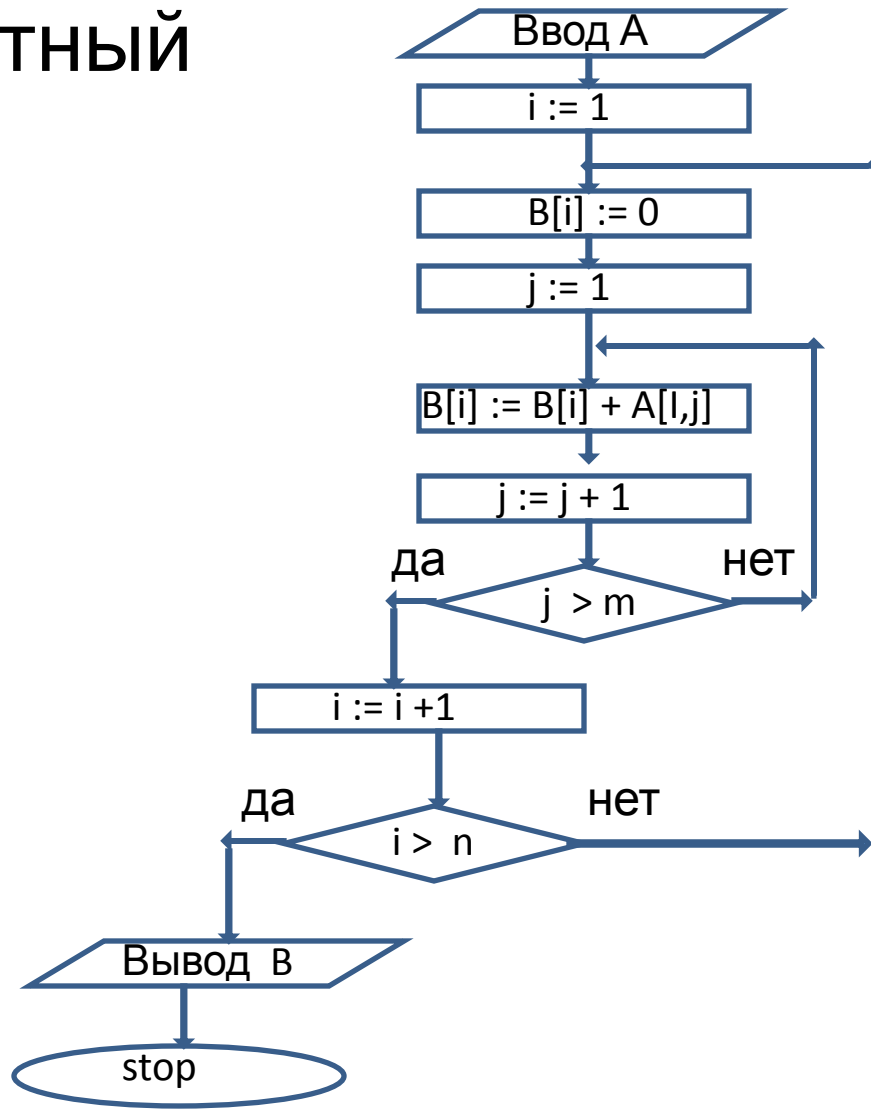 тный
Ввод А
i := 1
B[i] := 0
j := 1
B[i] := B[i] + A[I,j]
j := j + 1
да
нет
j > m
i := i +1
да
нет
i > n
Вывод В
stop